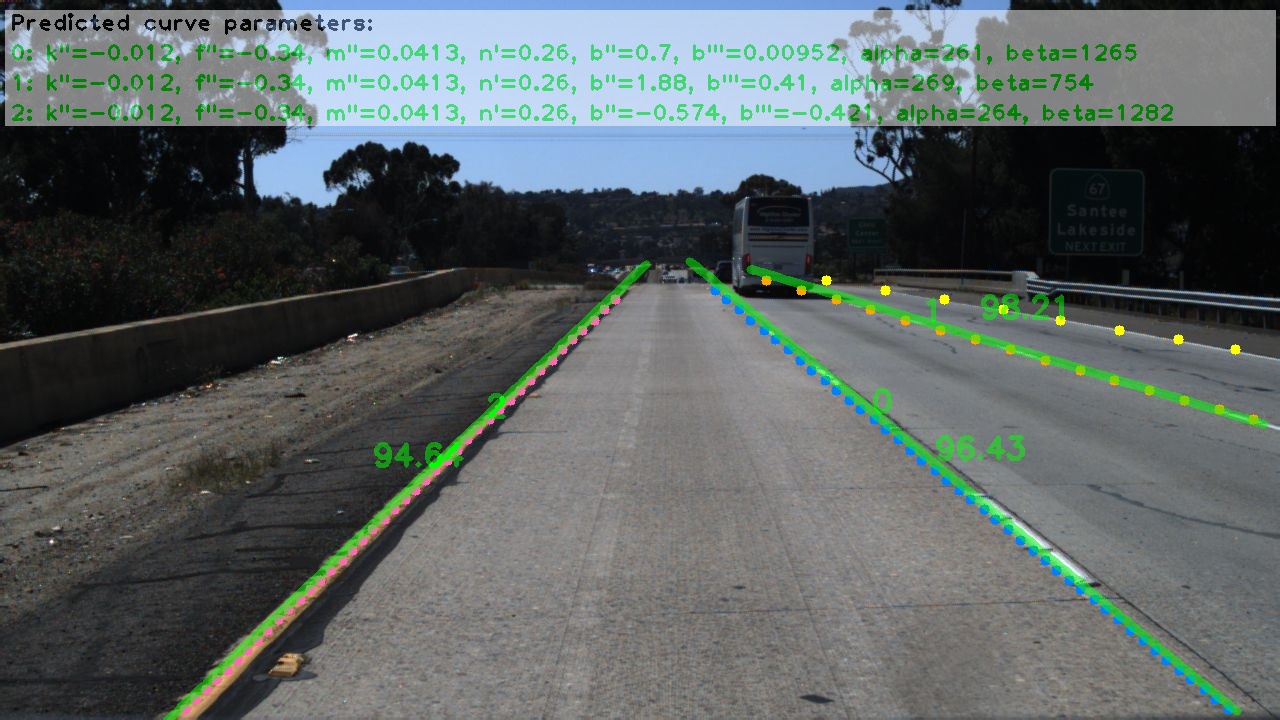 Predicted curve parameters:
0: k''=-0.012, f''=-0.34, m''=0.0413, n'=0.26, b''=0.7, b'''=0.00952, alpha=261, beta=1265
1: k''=-0.012, f''=-0.34, m''=0.0413, n'=0.26, b''=1.88, b'''=0.41, alpha=269, beta=754
2: k''=-0.012, f''=-0.34, m''=0.0413, n'=0.26, b''=-0.574, b'''=-0.421, alpha=264, beta=1282
67
Santee
Lakeside
NEXT EXIT
1 98.21
2
0
94.64
96.43